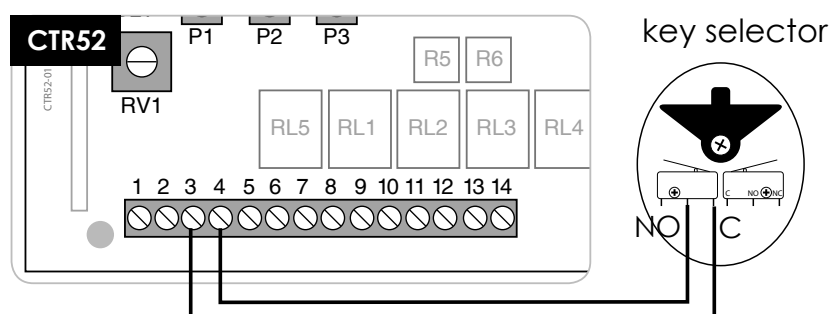 CTR52
P1 P2 P3
key selector
CTR52-01
RV1
R5 R6
RL5 RL1 RL2 RL3 RL4
1 2 3 4 5 6 7 8 9 10 11 12 13 14
C NO NC
NO C